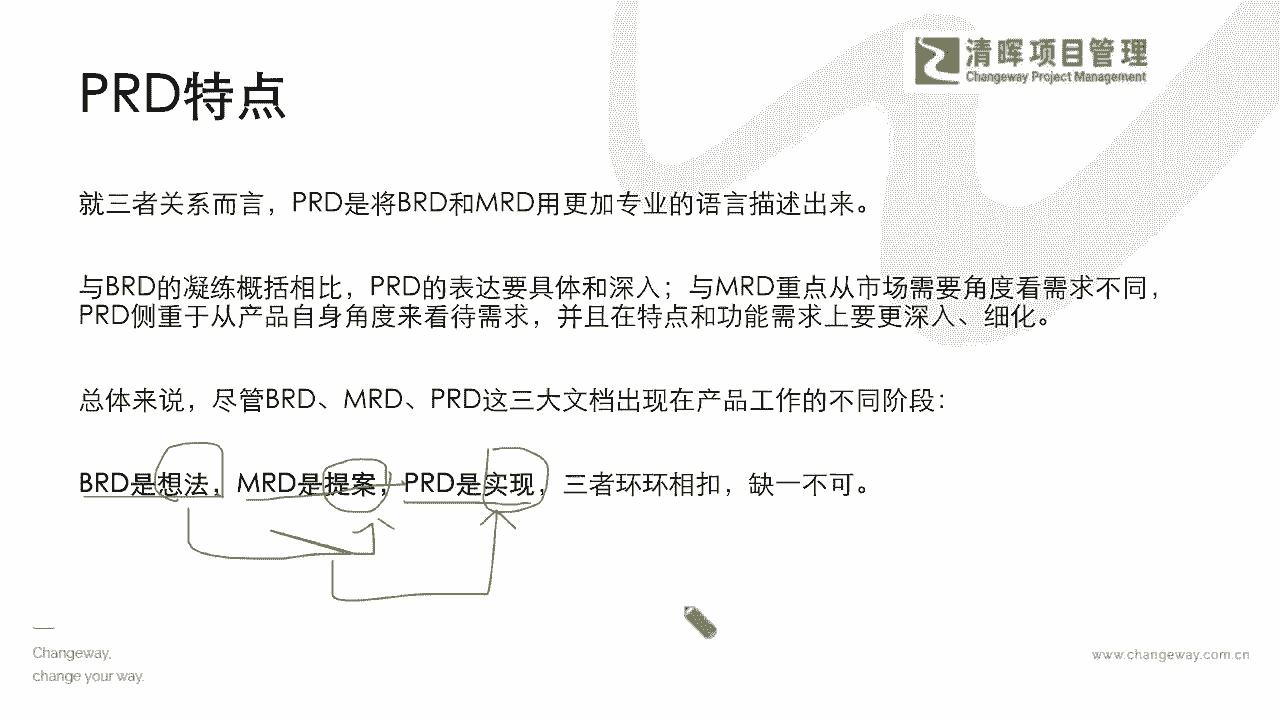 清晖项目管理
Changeway Project Management
PRD特点
就三者关系而言，PRD是将BRD和MRD用更加专业的语言描述出来。
与BRD的凝练概括相比，PRD的表达要具体和深入；与MRD重点从市场需要角度看需求不同，
PRD侧重于从产品自身角度来看待需求，并且在特点和功能需求上要更深入、细化。
总体来说，尽管BRD、MRD、PRD这三大文档出现在产品工作的不同阶段：
BRD是想法，MRD是提案，PRD是实现，三者环环相扣，缺一不可。
Changeway,
change your way.
www.changeway.com.cn